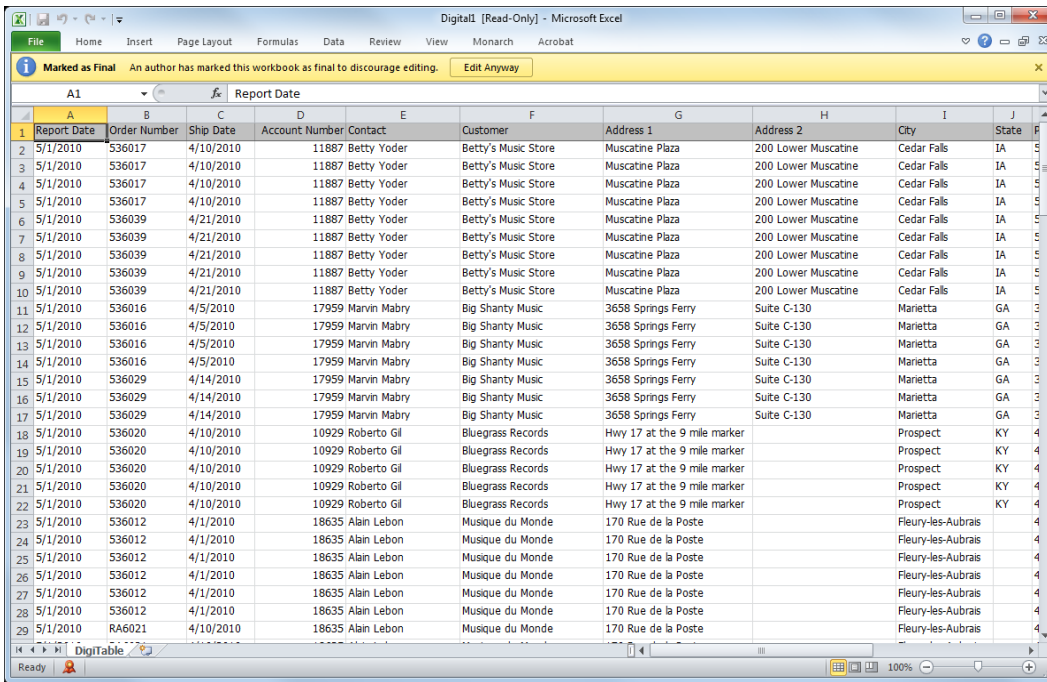 Digital1 [Read-Only] - Microsoft Excel
File Home Insert Page Layout Formulas Data Review View Monarch Acrobat
Marked as Final An author has marked this workbook as final to discourage editing. Edit Anyway
A1 fx Report Date
A B C D E F G H I J
1 Report Date Order Number Ship Date Account Number Contact Customer Address 1 Address 2 City State
2 5/1/2010 536017 4/10/2010 11887 Betty Yoder Betty's Music Store Muscatine Plaza 200 Lower Muscatine Cedar Falls IA
3 5/1/2010 536017 4/10/2010 11887 Betty Yoder Betty's Music Store Muscatine Plaza 200 Lower Muscatine Cedar Falls IA
4 5/1/2010 536017 4/10/2010 11887 Betty Yoder Betty's Music Store Muscatine Plaza 200 Lower Muscatine Cedar Falls IA
5 5/1/2010 536017 4/10/2010 11887 Betty Yoder Betty's Music Store Muscatine Plaza 200 Lower Muscatine Cedar Falls IA
6 5/1/2010 536039 4/21/2010 11887 Betty Yoder Betty's Music Store Muscatine Plaza 200 Lower Muscatine Cedar Falls IA
7 5/1/2010 536039 4/21/2010 11887 Betty Yoder Betty's Music Store Muscatine Plaza 200 Lower Muscatine Cedar Falls IA
8 5/1/2010 536039 4/21/2010 11887 Betty Yoder Betty's Music Store Muscatine Plaza 200 Lower Muscatine Cedar Falls IA
9 5/1/2010 536039 4/21/2010 11887 Betty Yoder Betty's Music Store Muscatine Plaza 200 Lower Muscatine Cedar Falls IA
10 5/1/2010 536039 4/21/2010 11887 Betty Yoder Betty's Music Store Muscatine Plaza 200 Lower Muscatine Cedar Falls IA
11 5/1/2010 536016 4/5/2010 17959 Marvin Mabry Big Shanty Music 3658 Springs Ferry Suite C-130 Marietta GA
12 5/1/2010 536016 4/5/2010 17959 Marvin Mabry Big Shanty Music 3658 Springs Ferry Suite C-130 Marietta GA
13 5/1/2010 536016 4/5/2010 17959 Marvin Mabry Big Shanty Music 3658 Springs Ferry Suite C-130 Marietta GA
14 5/1/2010 536016 4/5/2010 17959 Marvin Mabry Big Shanty Music 3658 Springs Ferry Suite C-130 Marietta GA
15 5/1/2010 536029 4/14/2010 17959 Marvin Mabry Big Shanty Music 3658 Springs Ferry Suite C-130 Marietta GA
16 5/1/2010 536029 4/14/2010 17959 Marvin Mabry Big Shanty Music 3658 Springs Ferry Suite C-130 Marietta GA
17 5/1/2010 536029 4/14/2010 17959 Marvin Mabry Big Shanty Music 3658 Springs Ferry Suite C-130 Marietta GA
18 5/1/2010 536020 4/10/2010 10929 Roberto Gil Bluegrass Records Hwy 17 at the 9 mile marker Prospect KY
19 5/1/2010 536020 4/10/2010 10929 Roberto Gil Bluegrass Records Hwy 17 at the 9 mile marker Prospect KY
20 5/1/2010 536020 4/10/2010 10929 Roberto Gil Bluegrass Records Hwy 17 at the 9 mile marker Prospect KY
21 5/1/2010 536020 4/10/2010 10929 Roberto Gil Bluegrass Records Hwy 17 at the 9 mile marker Prospect KY
22 5/1/2010 536020 4/10/2010 10929 Roberto Gil Bluegrass Records Hwy 17 at the 9 mile marker Prospect KY
23 5/1/2010 536012 4/1/2010 18635 Alain Lebon Musique du Monde 170 Rue de la Poste Fleury-les-Aubrais
24 5/1/2010 536012 4/1/2010 18635 Alain Lebon Musique du Monde 170 Rue de la Poste Fleury-les-Aubrais
25 5/1/2010 536012 4/1/2010 18635 Alain Lebon Musique du Monde 170 Rue de la Poste Fleury-les-Aubrais
26 5/1/2010 536012 4/1/2010 18635 Alain Lebon Musique du Monde 170 Rue de la Poste Fleury-les-Aubrais
27 5/1/2010 536012 4/1/2010 18635 Alain Lebon Musique du Monde 170 Rue de la Poste Fleury-les-Aubrais
28 5/1/2010 536012 4/1/2010 18635 Alain Lebon Musique du Monde 170 Rue de la Poste Fleury-les-Aubrais
29 5/1/2010 RA6021 4/10/2010 18635 Alain Lebon Musique du Monde 170 Rue de la Poste Fleury-les-Aubrais
DigiTable
Ready 100%